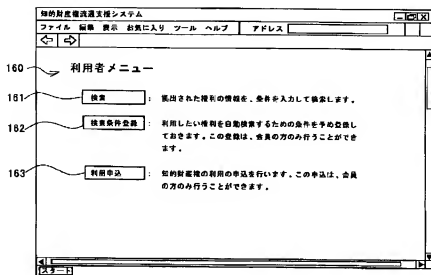 知的財産権流通支援システム
ファイル 編集 表示 お気に入り ツール ヘルプ アドレス
160 利用者メニュー
161 検索 : 拠出された権利の情報を、条件を入力して検索します。
162 検索条件登録 : 利用したい権利を自動検索するための条件を予め登録し
ておきます。この登録は、会員の方のみ行うことができ
ます。
163 利用申込 : 知的財産権の利用の申込を行います。この申込は、会員
の方のみ行うことができます。
スタート